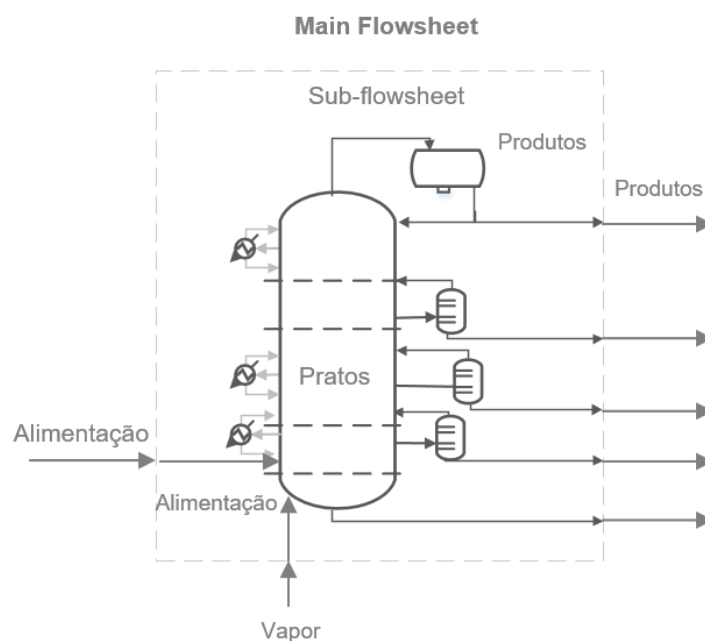 Main Flowsheet
Sub-flowsheet
Produtos
Produtos
Pratos
Alimentação
Alimentação
Vapor